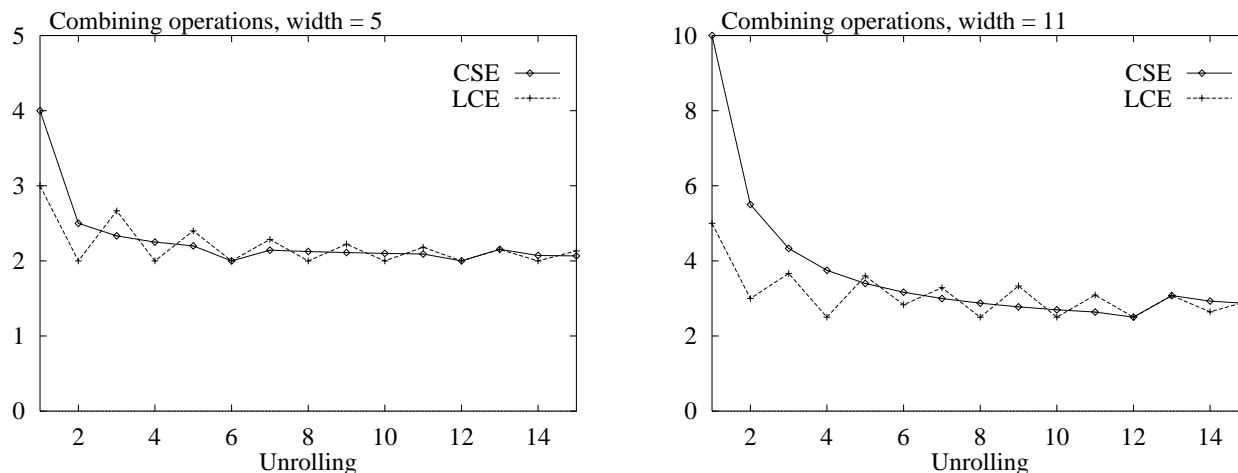 Combining operations, width = 5
5
4
3
2
1
0
CSE
LCE
2 4 6 8 10 12 14
Unrolling
Combining operations, width = 11
10
8
6
4
2
0
CSE
LCE
2 4 6 8 10 12 14
Unrolling